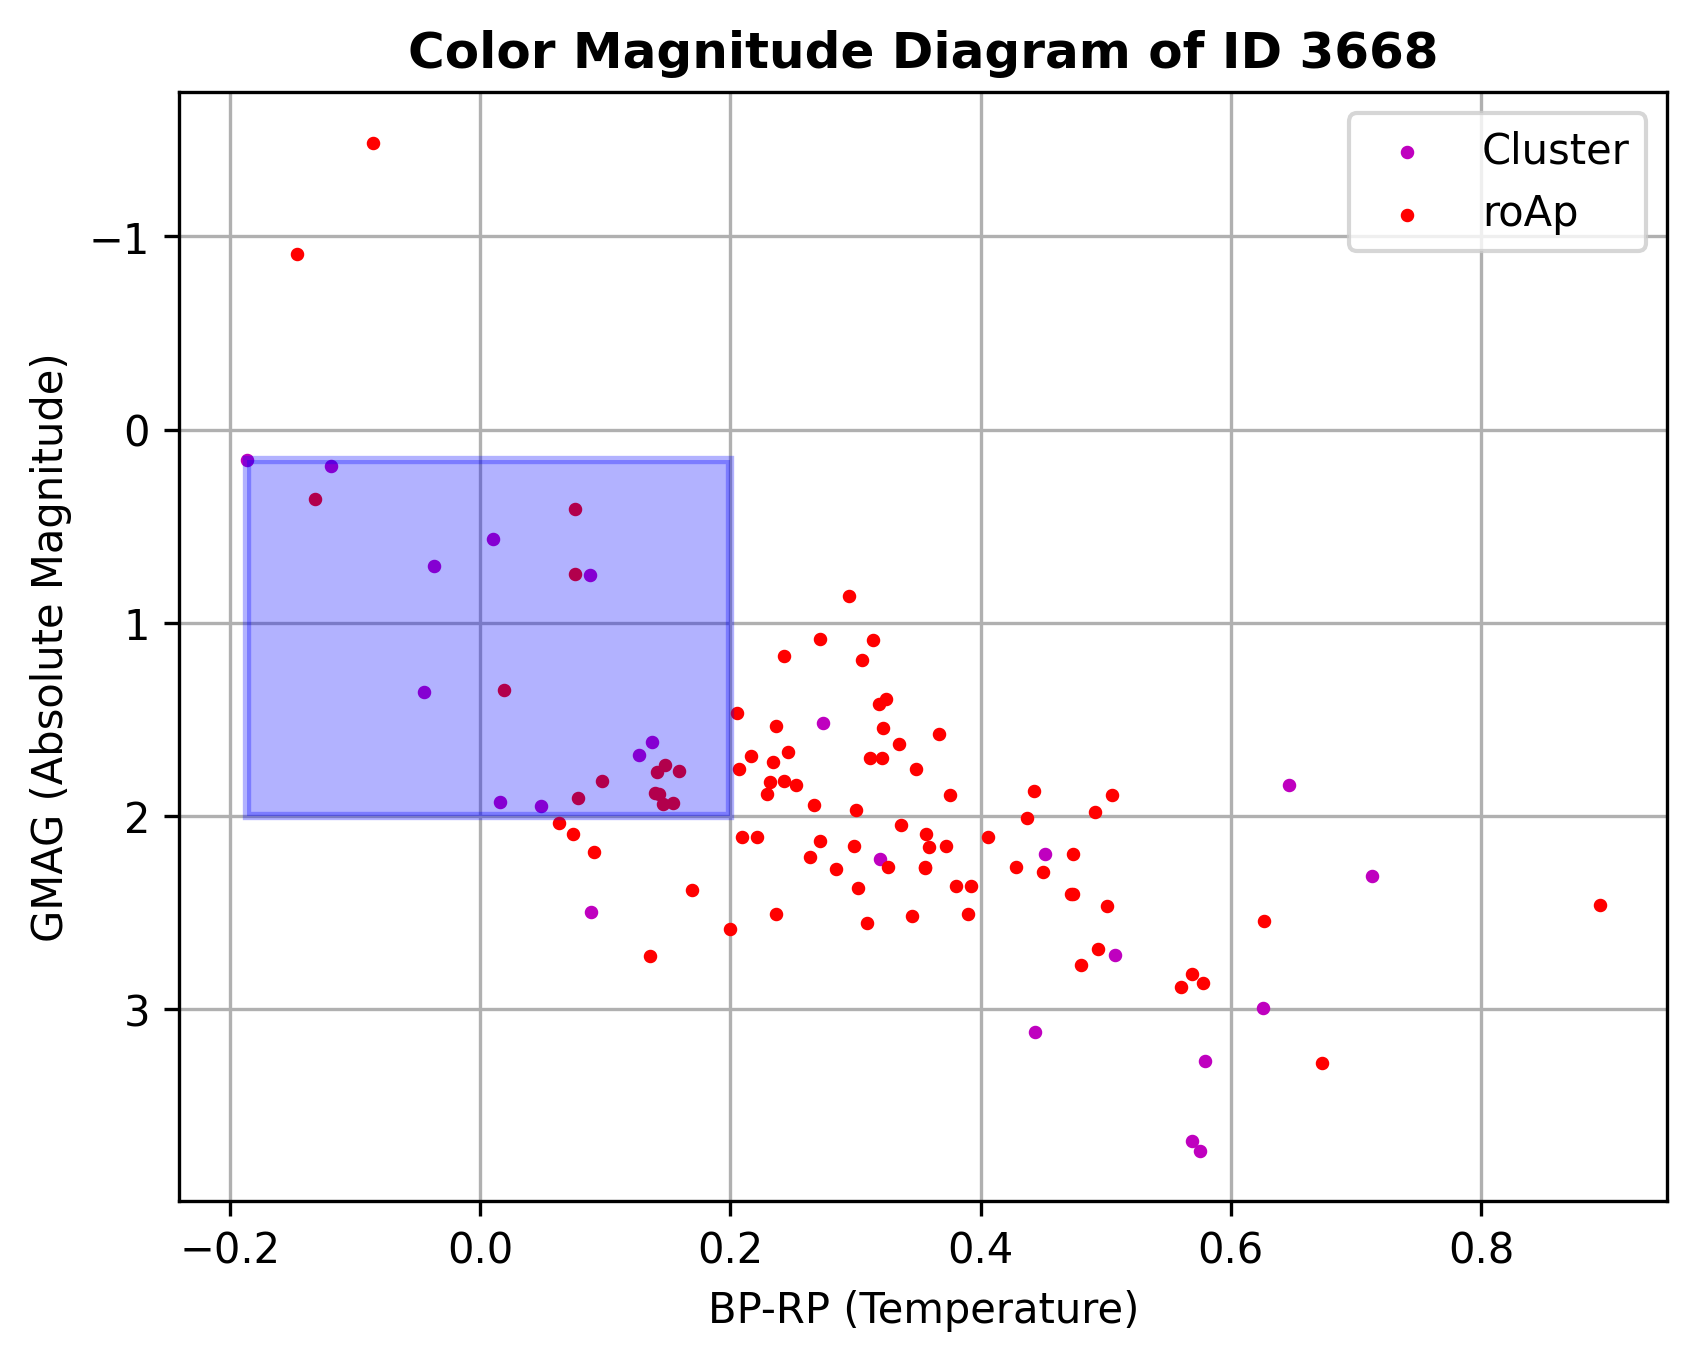 Color Magnitude Diagram of ID 3668
Cluster
roAp
GMAG (Absolute Magnitude)
−1
0
1
2
3
−0.2 0.0 0.2 0.4 0.6 0.8
BP-RP (Temperature)